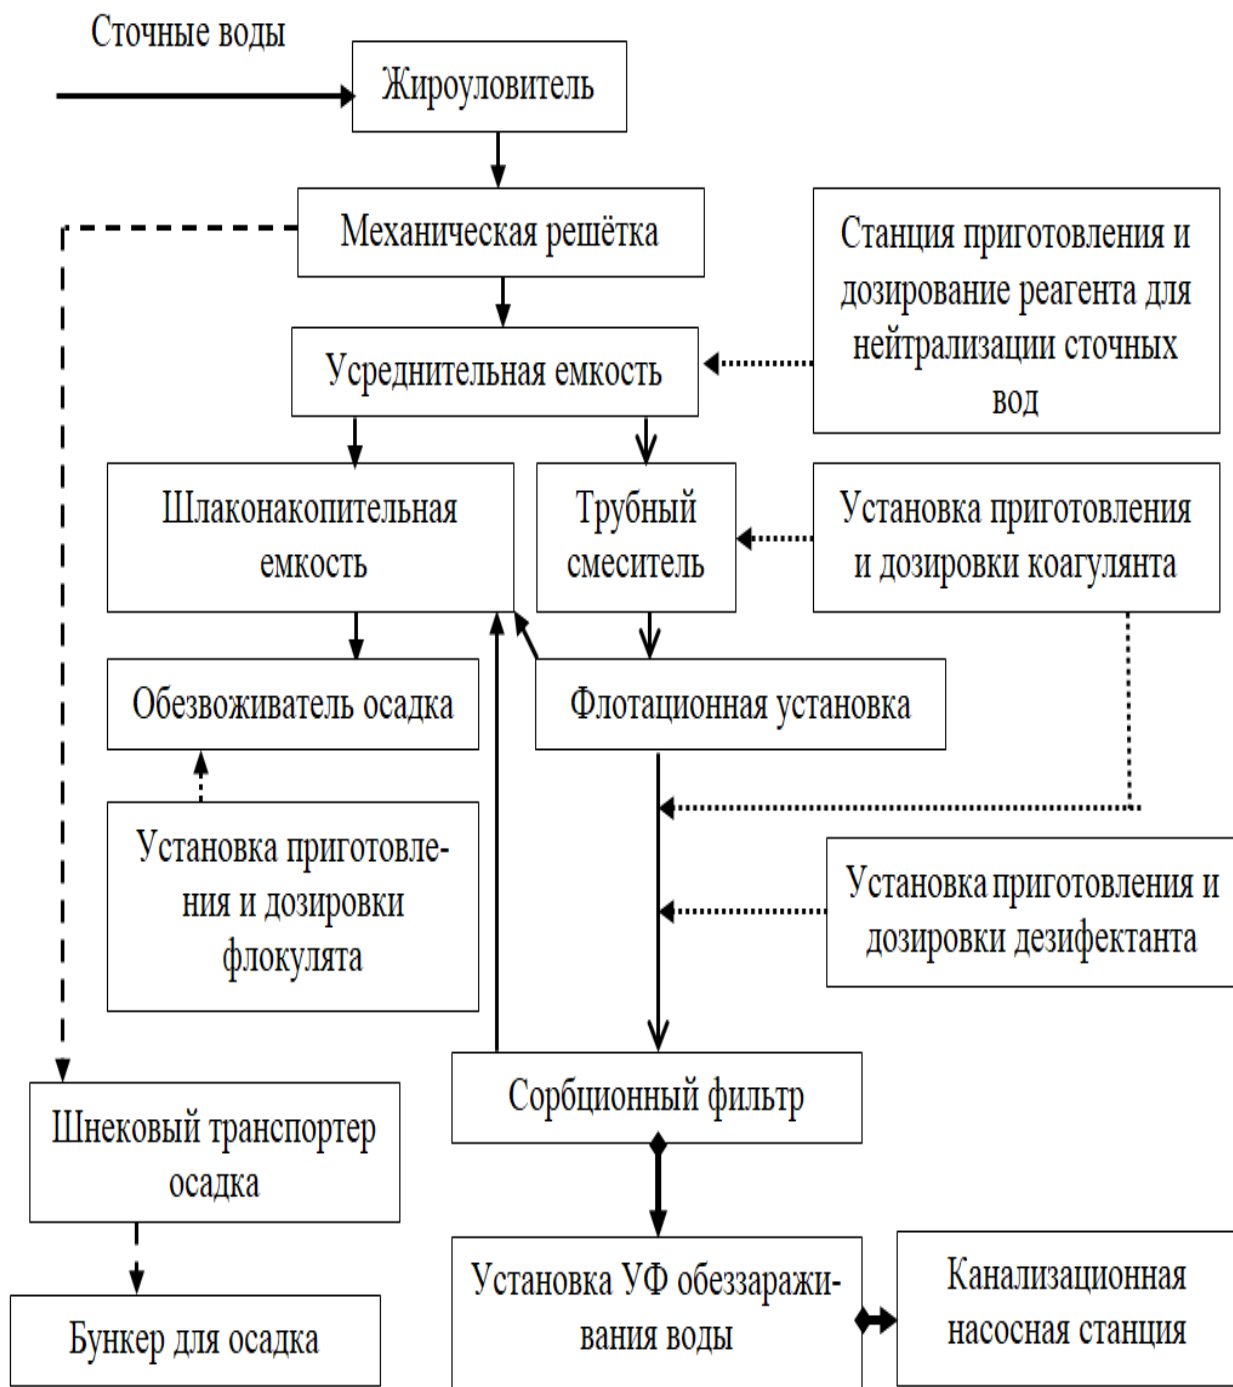 Сточные воды
Жироуловитель
Механическая решётка
Станция приготовления и
дозирование реагента для
нейтрализации сточных
вод
Усреднительная емкость
Шлаконакопительная
емкость
Трубный
смеситель
Установка приготовления
и дозировки коагулянта
Обезвоживатель осадка
Флотационная установка
Установка приготовле-
ния и дозировки
флокулята
Установка приготовления и
дозировки дезифектанта
Сорбционный фильтр
Шнековый транспортер
осадка
Бункер для осадка
Установка УФ обеззаражи-
вания воды
Канализационная
насосная станция